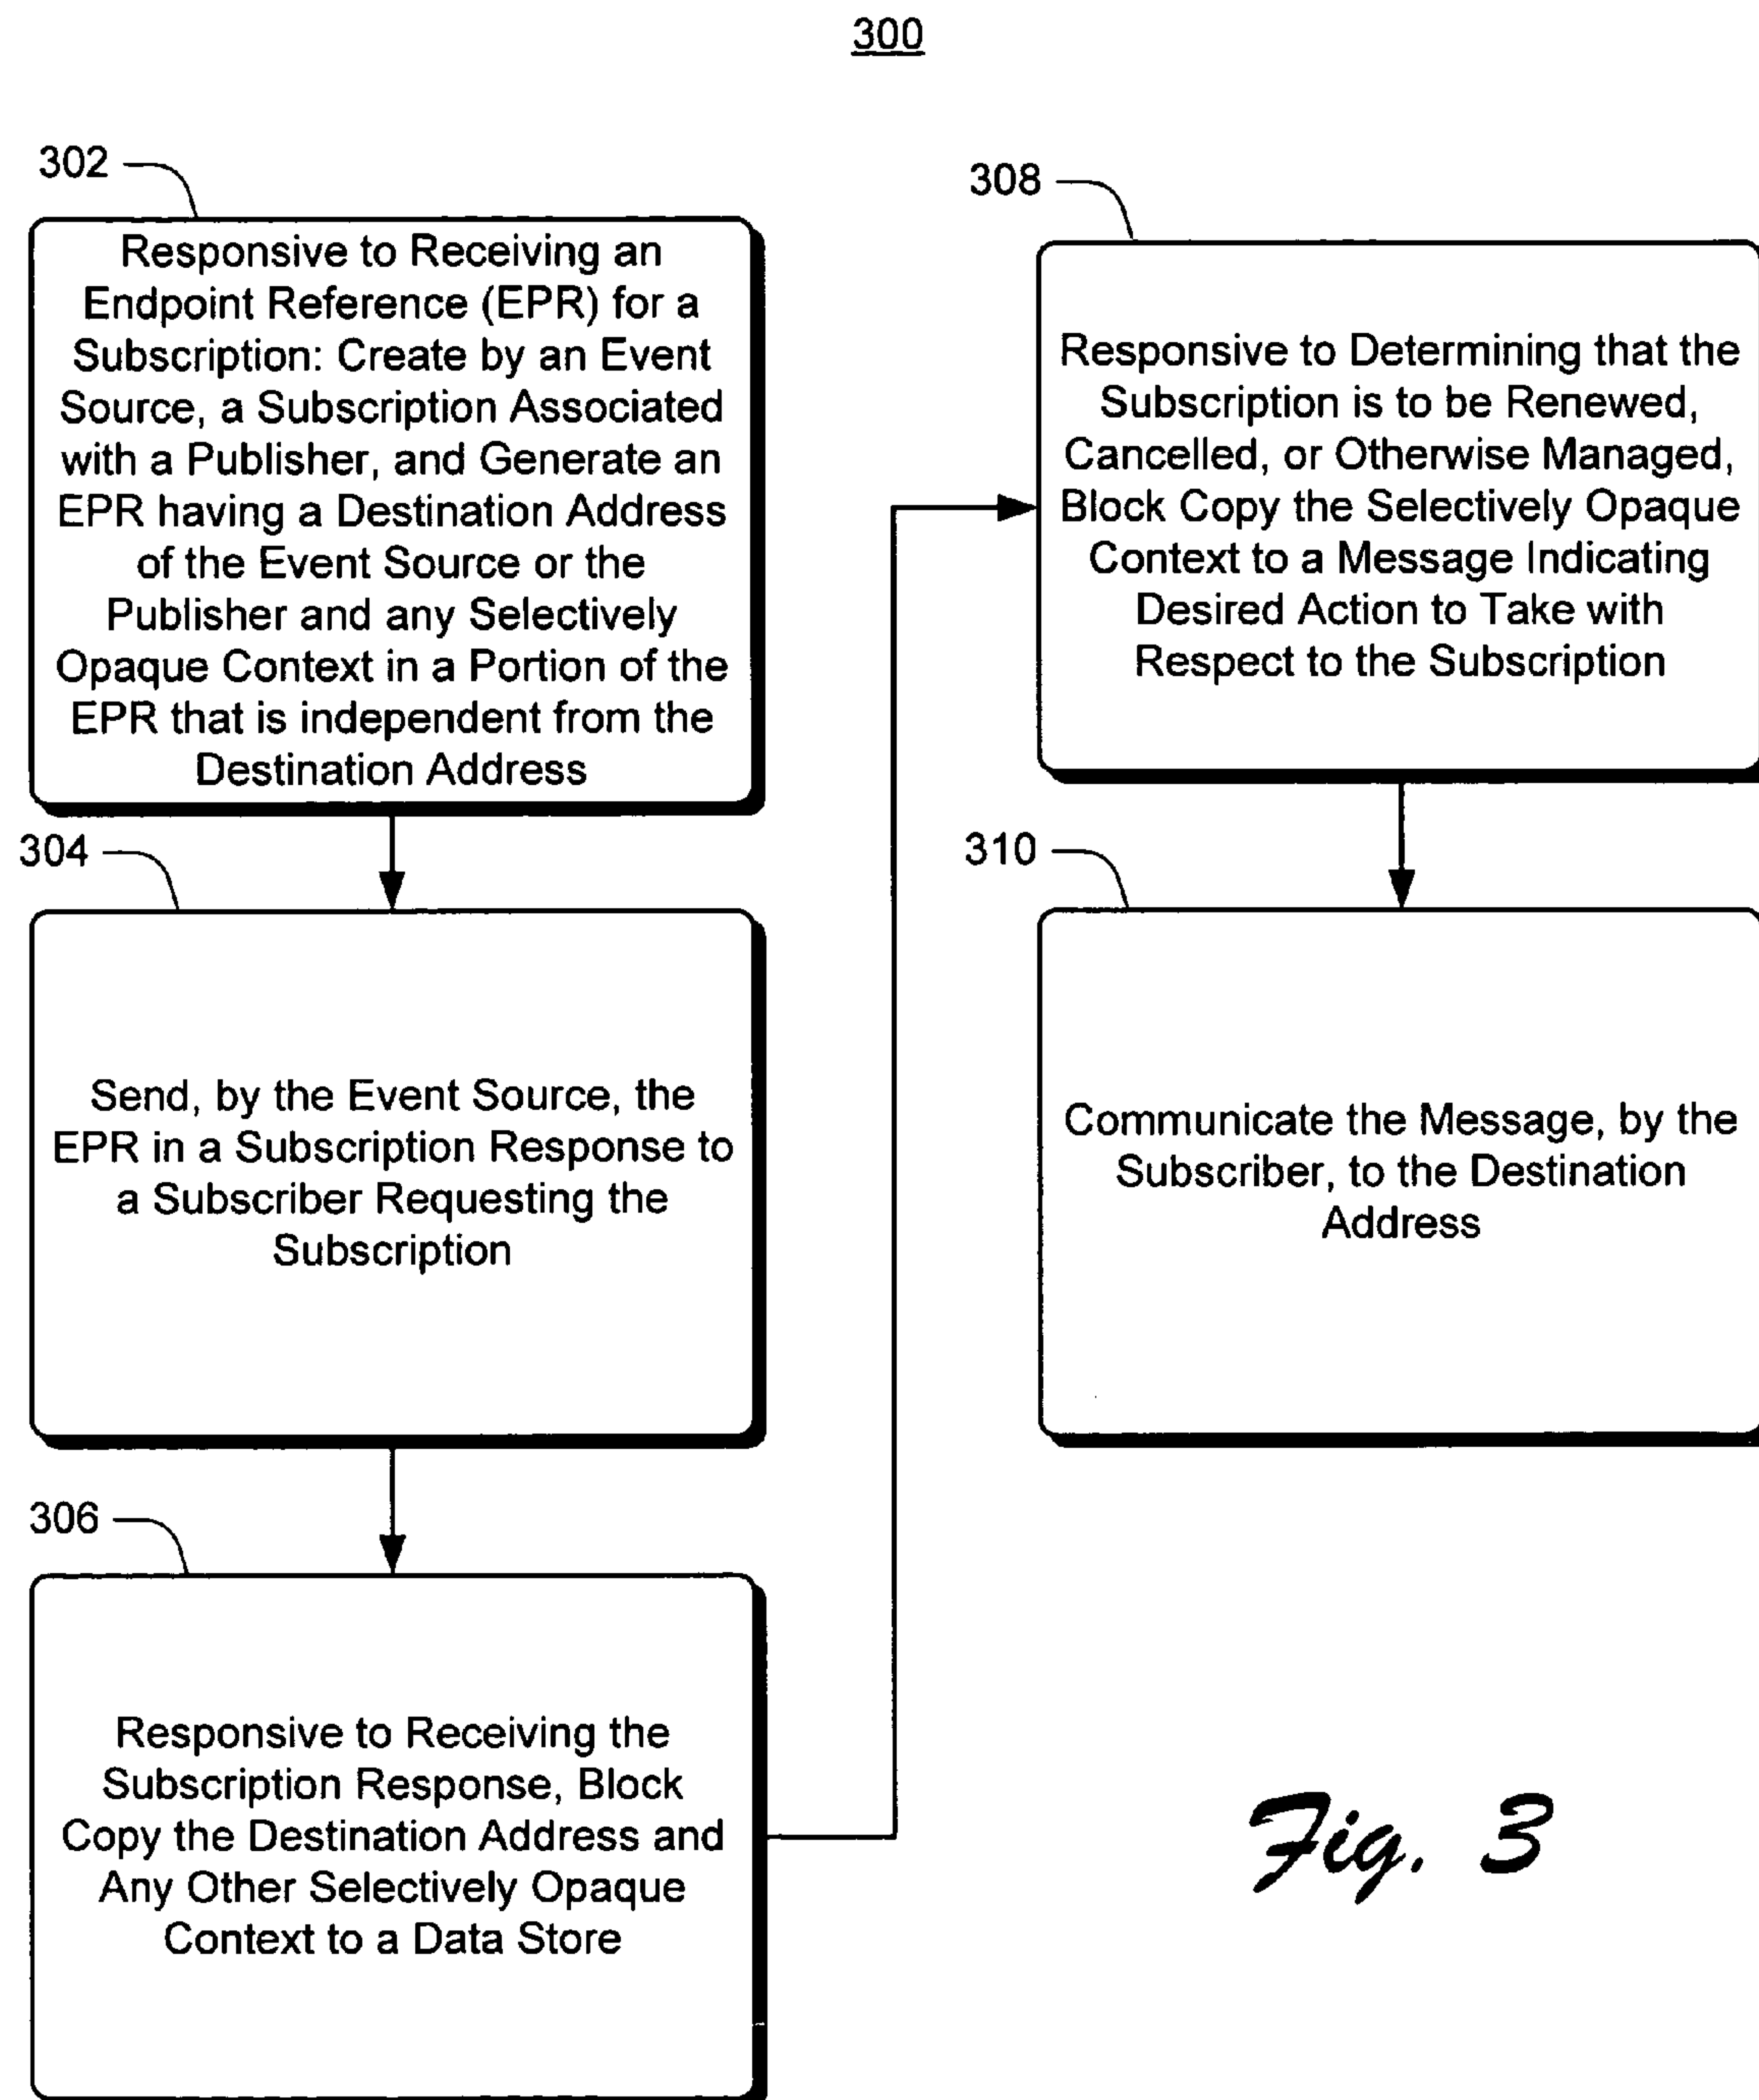 300
302
Responsive to Receiving an
Endpoint Reference (EPR) for a
Subscription: Create by an Event
Source, a Subscription Associated
with a Publisher, and Generate an
EPR having a Destination Address
of the Event Source or the
Publisher and any Selectively
Opaque Context in a Portion of the
EPR that is independent from the
Destination Address
304
Send, by the Event Source, the
EPR in a Subscription Response to
a Subscriber Requesting the
Subscription
306
Responsive to Receiving the
Subscription Response, Block
Copy the Destination Address and
Any Other Selectively Opaque
Context to a Data Store
308
Responsive to Determining that the
Subscription is to be Renewed,
Cancelled, or Otherwise Managed,
Block Copy the Selectively Opaque
Context to a Message Indicating
Desired Action to Take with
Respect to the Subscription
310
Communicate the Message, by the
Subscriber, to the Destination
Address
Fig. 3